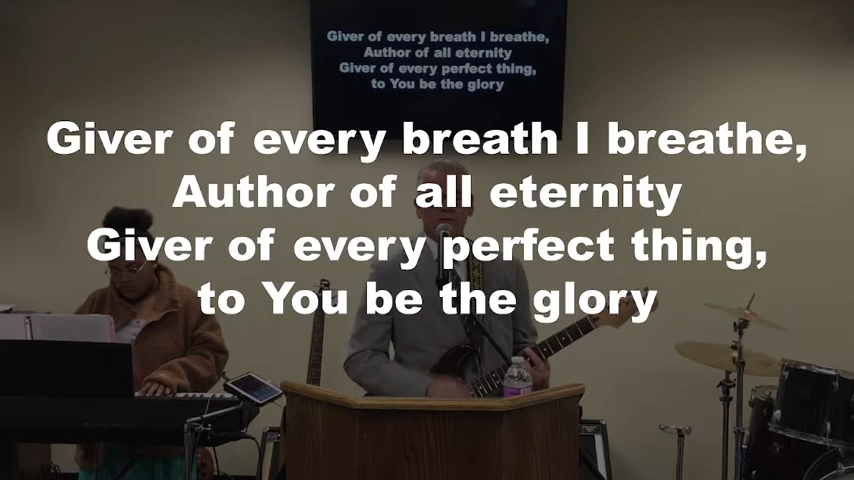 Giver of every breath I breathe,
Author of all eternity
Giver of every perfect thing,
to You be the glory
Giver of every breath I breathe,
Author of all eternity
Giver of every perfect thing,
to You be the glory